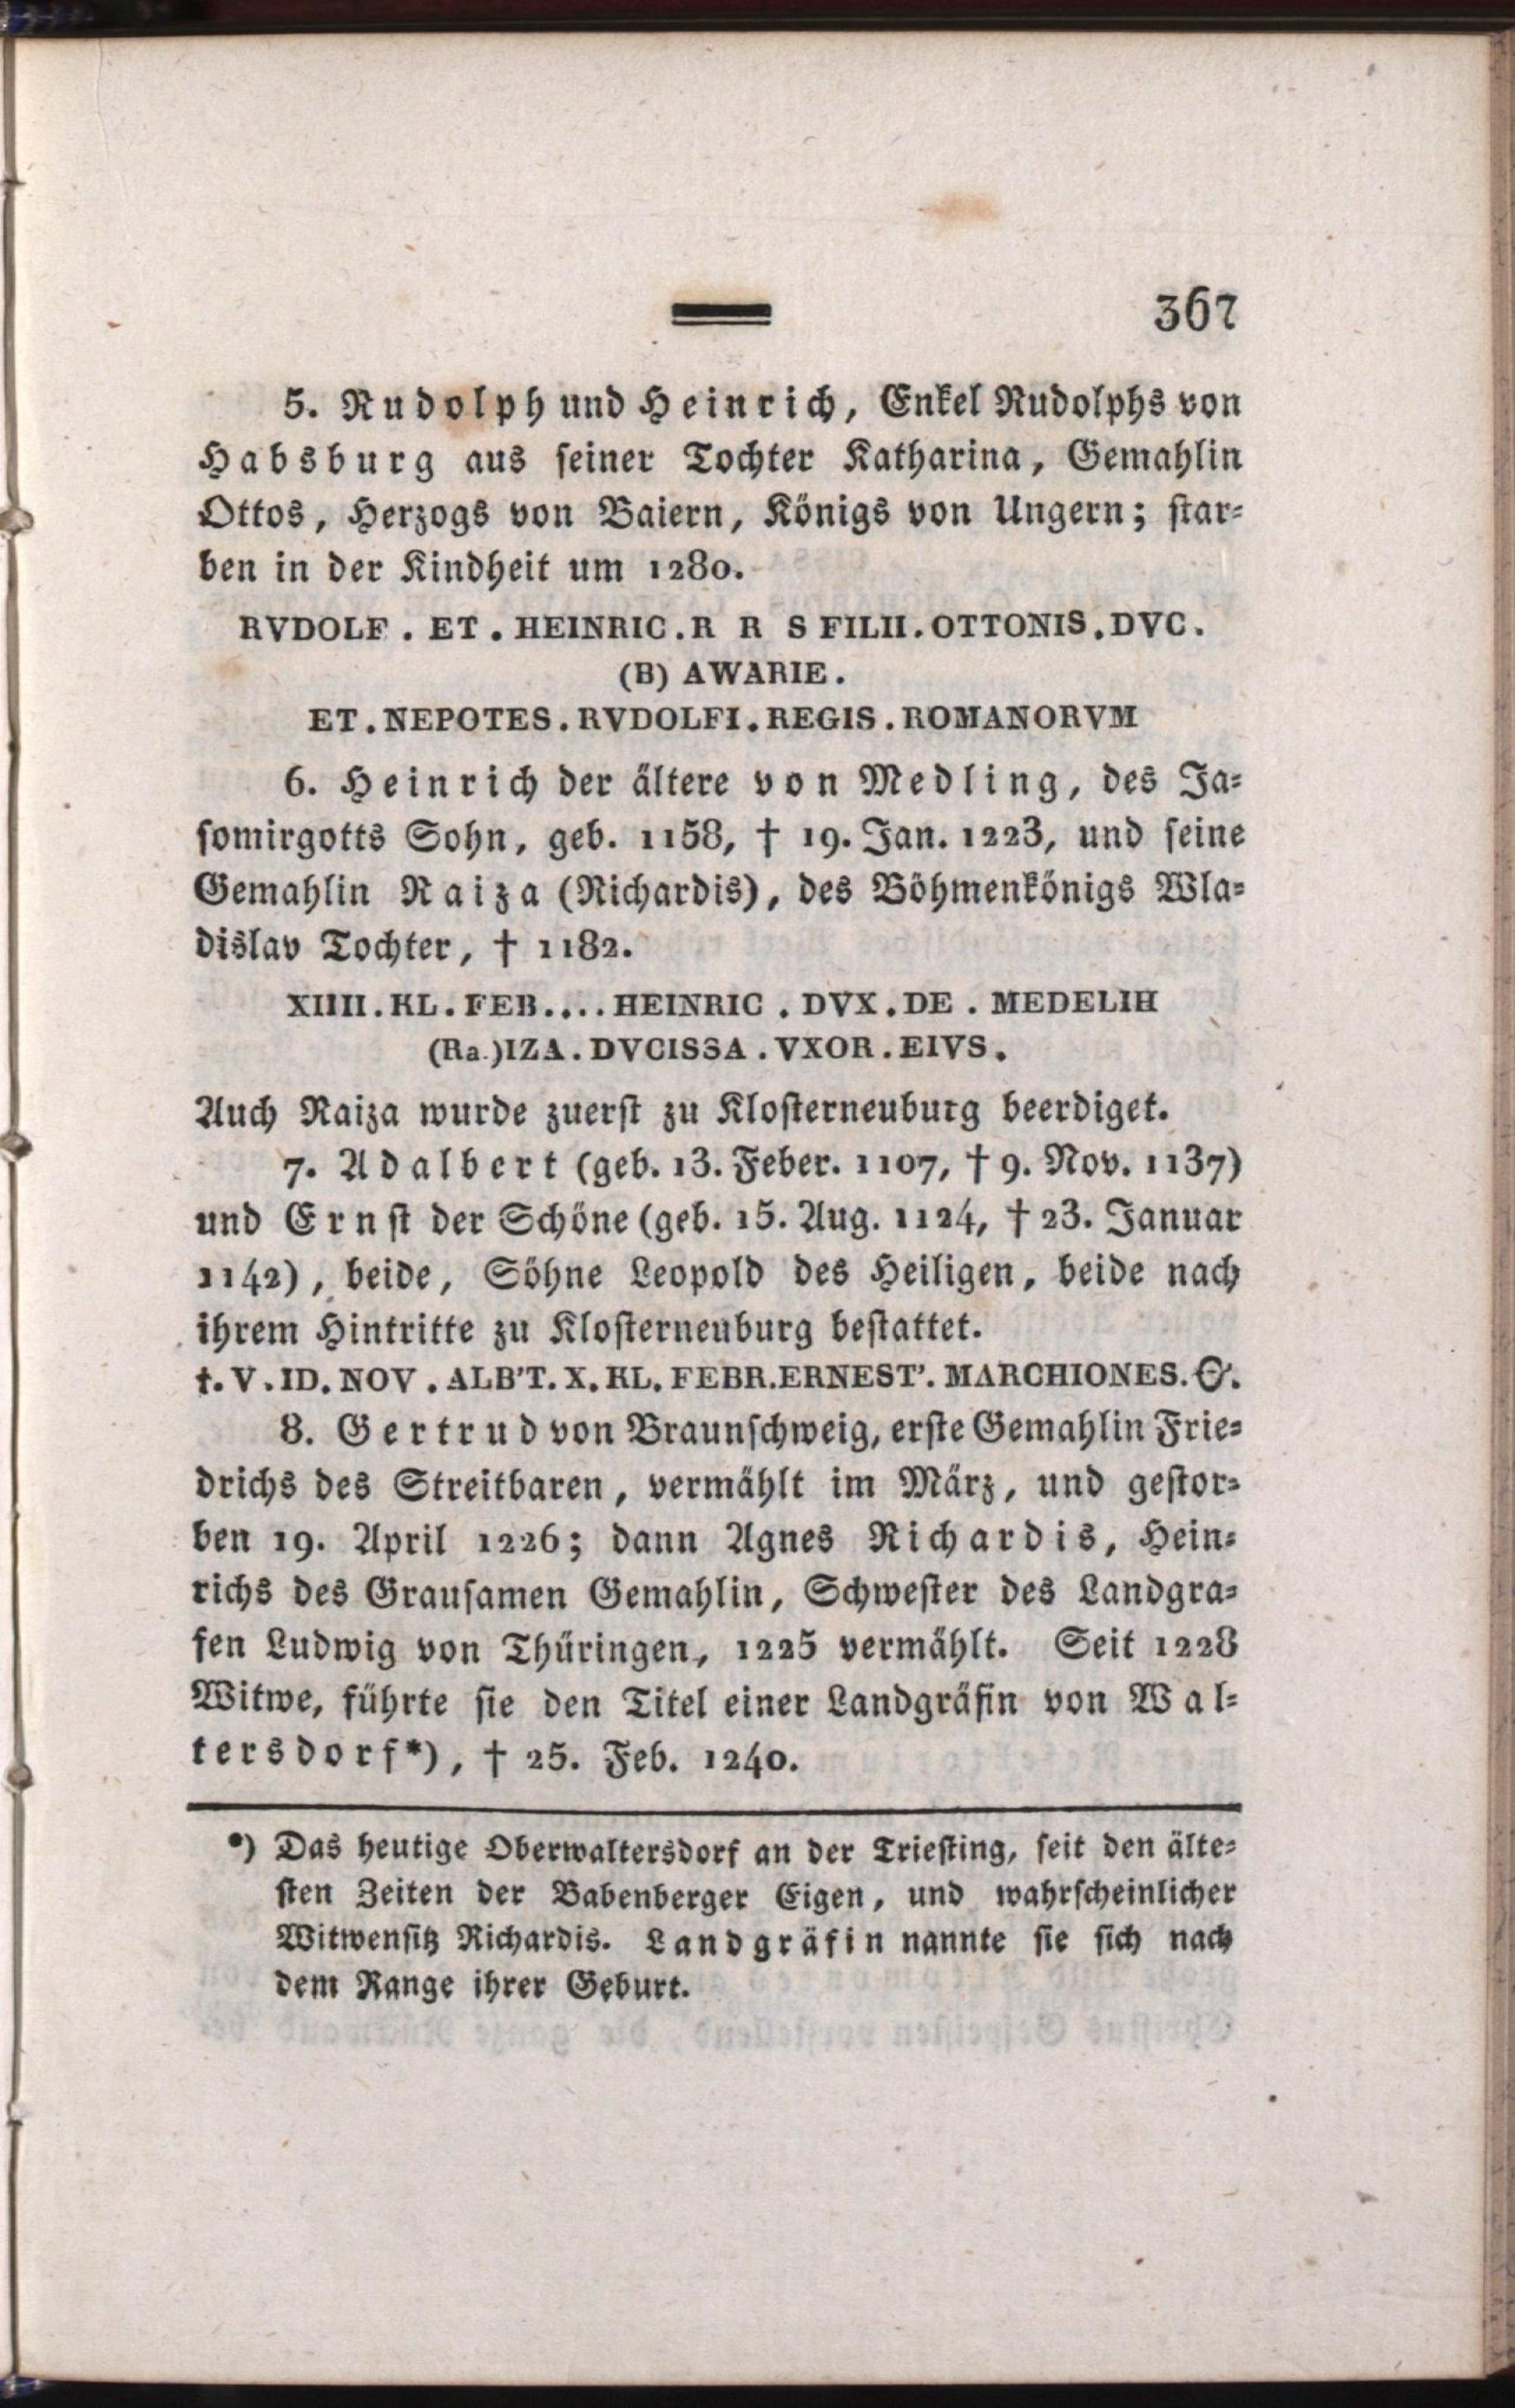 367
5. Rudolph und Heinrich, Enkel Rudolphs von
Habsburg aus seiner Tochter Katharina, Gemahlin
Ottos, Herzogs von Baiern, Königs von Ungern; star-
ben in der Kindheit um 1280.
RVDOLF . ET . HEINRIC . R R S FILII . OTTONIS . DVC .
(B) AWARIE .
ET . NEPOTES . RVDOLFI . REGIS . ROMANORVM
6. Heinrich der ältere von Medling, des Ja-
somirgotts Sohn, geb. 1158, † 19. Jan. 1223, und seine
Gemahlin Raiza (Richardis), des Böhmenkönigs Wla-
dislav Tochter, † 1182.
XIIII . KL . FEB .... HEINRIC . DVX . DE . MEDELIH
(Ra.)IZA . DVCISSA . VXOR . EIVS .
Auch Raiza wurde zuerst zu Klosterneuburg beerdiget.
7. Adalbert (geb. 13. Feber. 1107, † 9. Nov. 1137)
und Ernst der Schöne (geb. 15. Aug. 1124, † 23. Januar
1142), beide, Söhne Leopold des Heiligen, beide nach
ihrem Hintritte zu Klosterneuburg bestattet.
†. V . ID. NOV . ALB'T. X. KL. FEBR. ERNEST'. MARCHIONES.
8. Gertrud von Braunschweig, erste Gemahlin Frie-
drichs des Streitbaren, vermählt im März, und gestor-
ben 19. April 1226; dann Agnes Richardis, Hein-
richs des Grausamen Gemahlin, Schwester des Landgra-
fen Ludwig von Thüringen, 1225 vermählt. Seit 1228
Witwe, führte sie den Titel einer Landgräfin von Wal-
tersdorf*), † 25. Feb. 1240.
*) Das heutige Oberwaltersdorf an der Triesting, seit den älte-
sten Zeiten der Babenberger Eigen, und wahrscheinlicher
Witwensitz Richardis. Landgräfin nannte sie sich nach
dem Range ihrer Geburt.